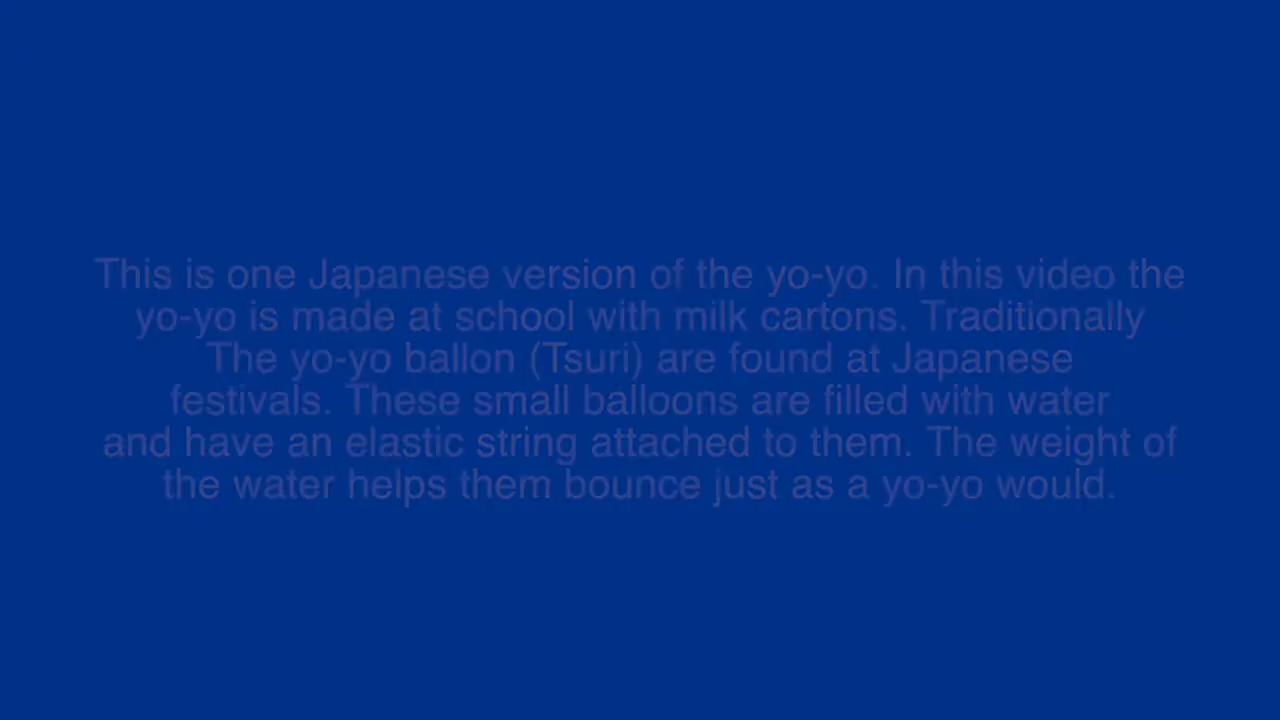 This is one Japanese version of the yo-yo. In this video the
yo-yo is made at school with milk cartons. Traditionally
The yo-yo ballon (Tsuri) are found at Japanese
festivals. These small balloons are filled with water
and have an elastic string attached to them. The weight of
the water helps them bounce just as a yo-yo would.